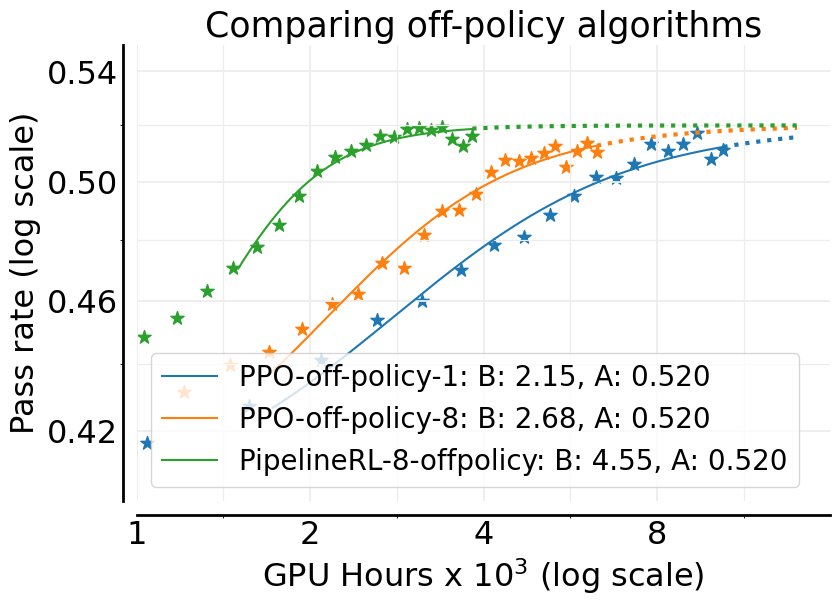 Comparing off-policy algorithms
Pass rate (log scale)
0.54
0.50
0.46
0.42
PPO-off-policy-1: B: 2.15, A: 0.520
PPO-off-policy-8: B: 2.68, A: 0.520
PipelineRL-8-offpolicy: B: 4.55, A: 0.520
1 2 4 8
GPU Hours x 10³ (log scale)